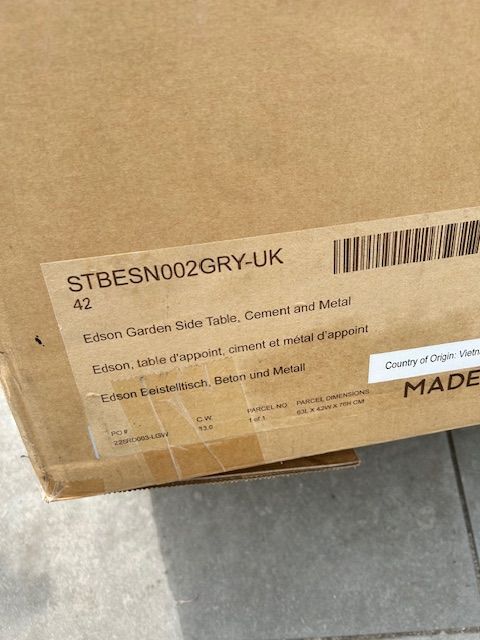 STBESN002GRY-UK
42
Edson Garden Side Table, Cement and Metal
Edson, table d'appoint, ciment et métal d'appoint
Edson Beistelltisch, Beton und Metall
Country of Origin: Vietn
MADE
PO # G.W. PARCEL NO PARCEL DIMENSIONS
1 of 1 63L X 42W X 76H CM